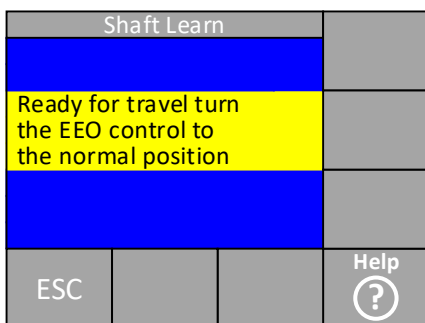 Shaft Learn
Ready for travel turn
the EEO control to
the normal position
ESC
Help
?